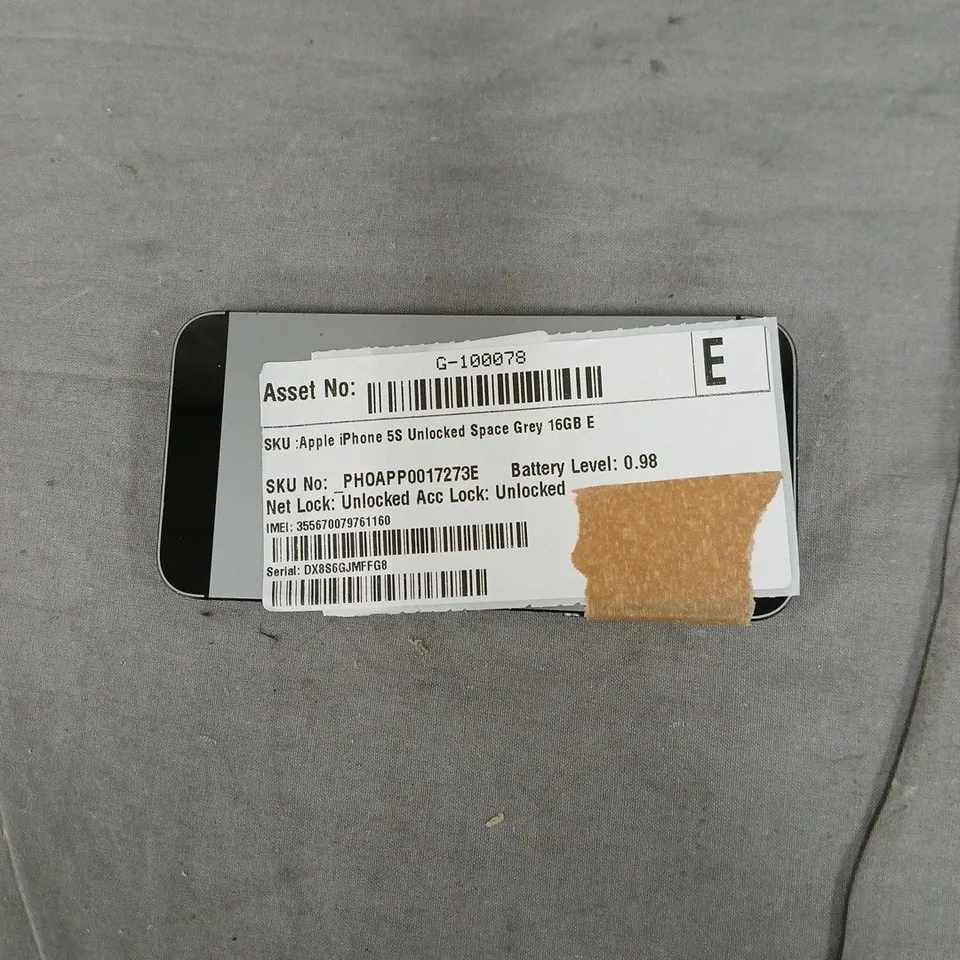 G-100078
Asset No:
E
SKU :Apple iPhone 5S Unlocked Space Grey 16GB E
SKU No: _PHOAPP0017273E Battery Level: 0.98
Net Lock: Unlocked Acc Lock: Unlocked
IMEI: 355670079761160
Serial: DX8S6GJMFFG8